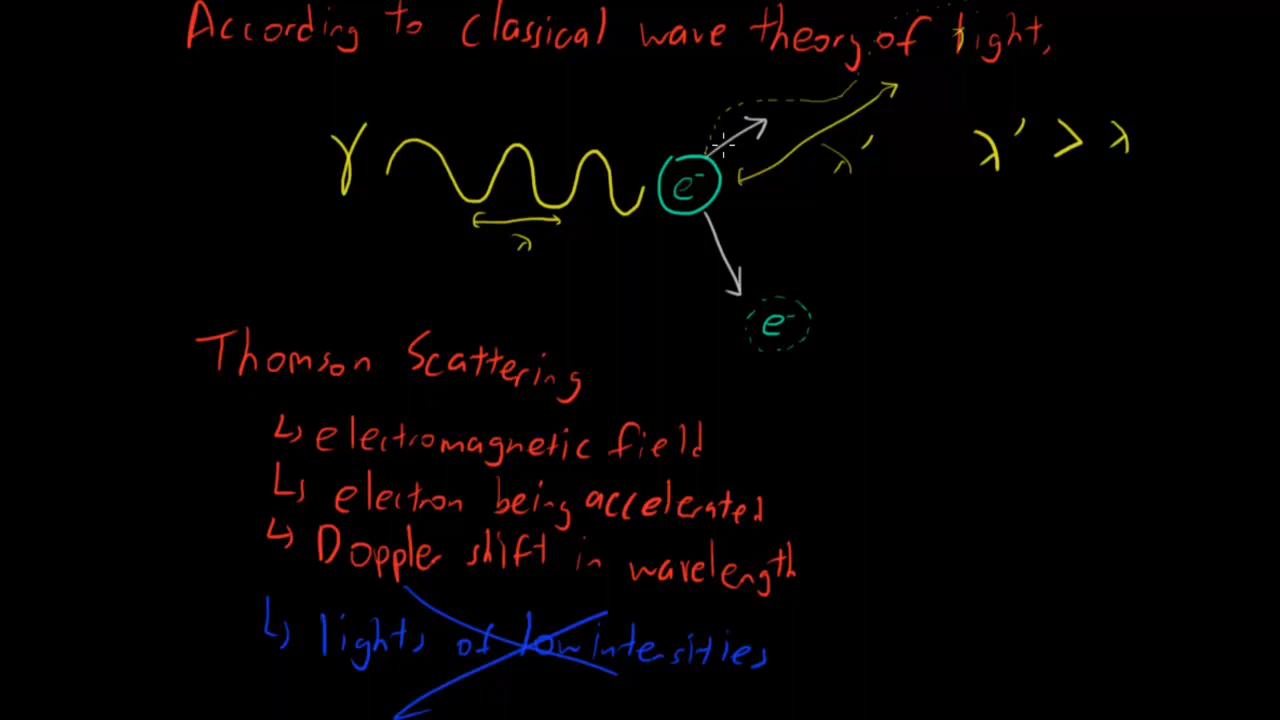 According to classical wave theory of light,
γ e⁻ λ' λ' > λ
λ
e⁻
Thomson Scattering
↳ electromagnetic field
↳ electron being accelerated
↳ Doppler shift in wavelength
↳ lights of low intensities